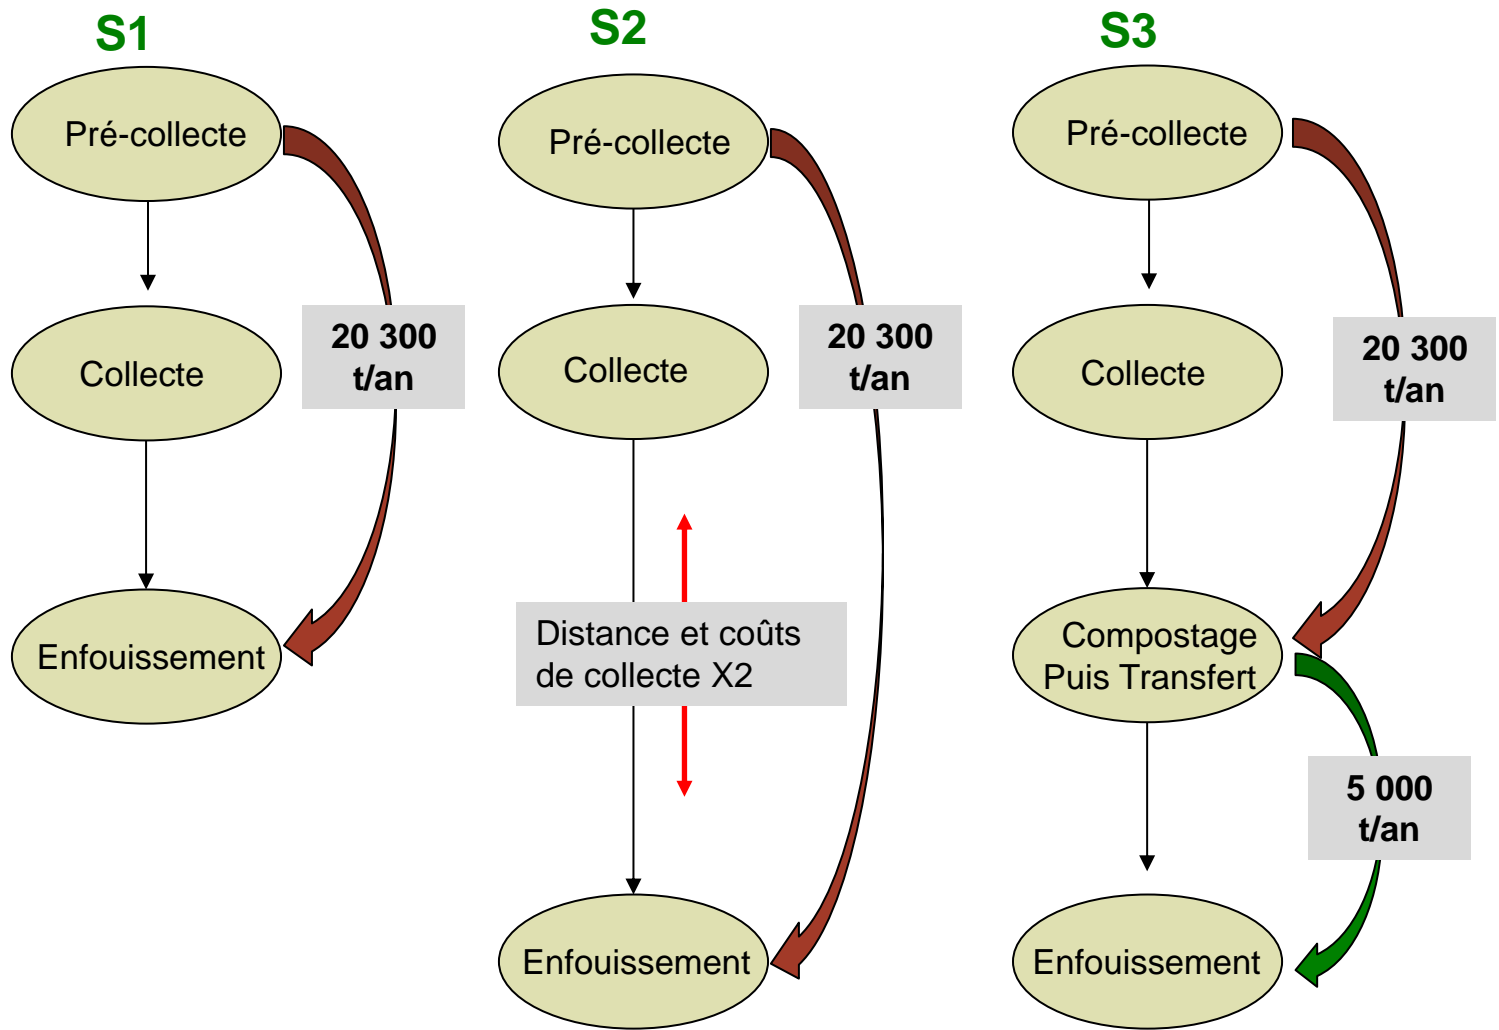 S1
Pré-collecte
Collecte
20 300
t/an
Enfouissement
S2
Pré-collecte
Collecte
20 300
t/an
Distance et coûts
de collecte X2
Enfouissement
S3
Pré-collecte
Collecte
20 300
t/an
Compostage
Puis Transfert
5 000
t/an
Enfouissement